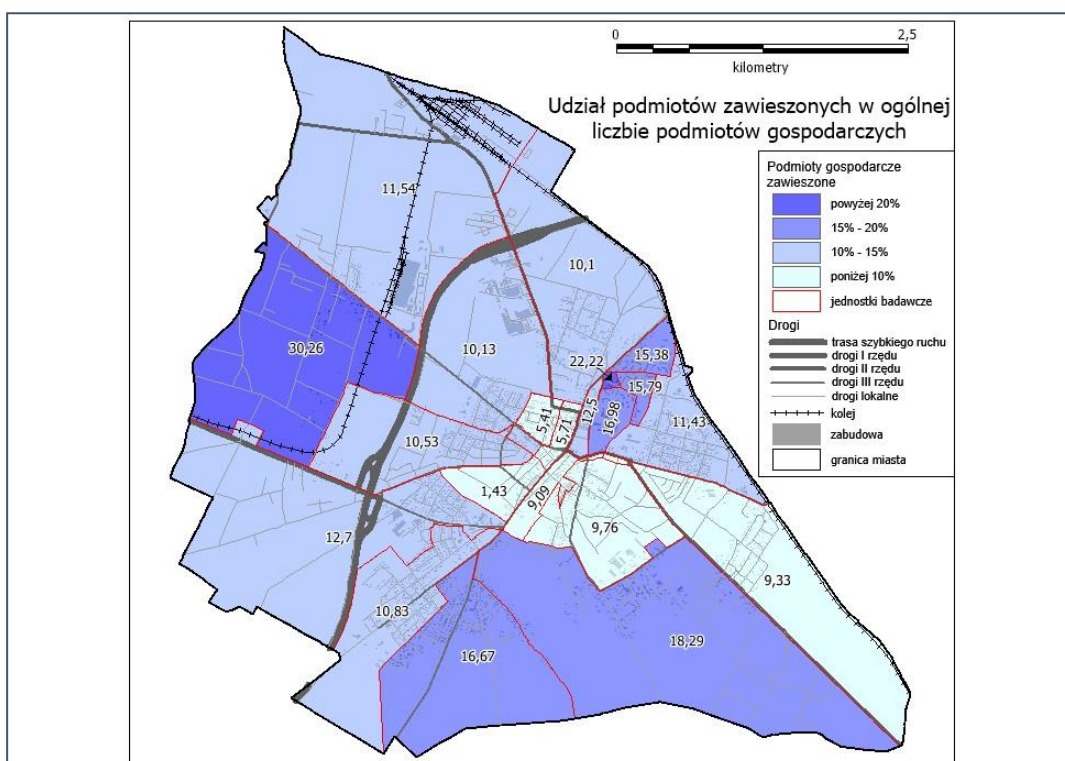 0 2,5
kilometry
Udział podmiotów zawieszonych w ogólnej
liczbie podmiotów gospodarczych
Podmioty gospodarcze
zawieszone
powyżej 20%
15% - 20%
10% - 15%
poniżej 10%
jednostki badawcze
Drogi
trasa szybkiego ruchu
drogi I rzędu
drogi II rzędu
drogi III rzędu
drogi lokalne
kolej
zabudowa
granica miasta
11,54
10,1
30,26
10,13
22,22
15,38
15,79
5,41
5,71
12,5
16,98
11,43
10,53
1,43
9,09
9,76
12,7
9,33
10,83
16,67
18,29